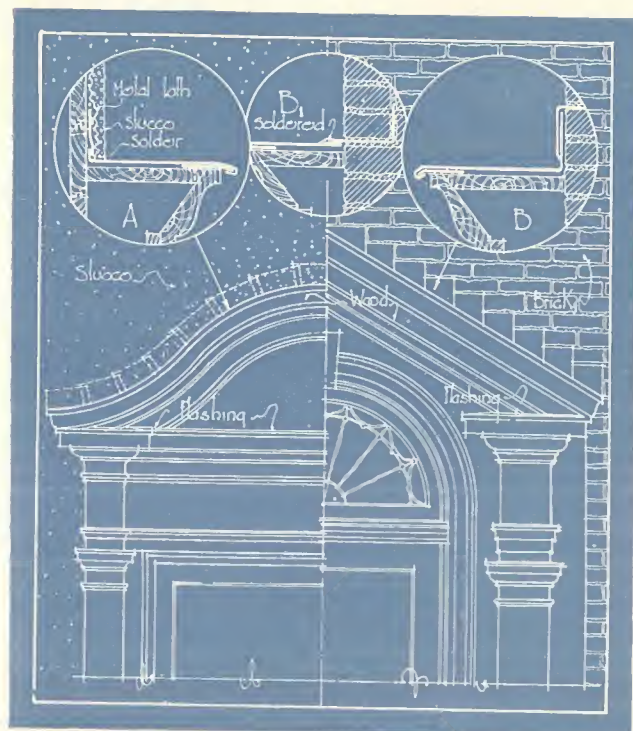 Metal lath
Stucco
Solder
A
B₁
soldered
B
Stucco
Wood
Brick
Flashing
Flashing